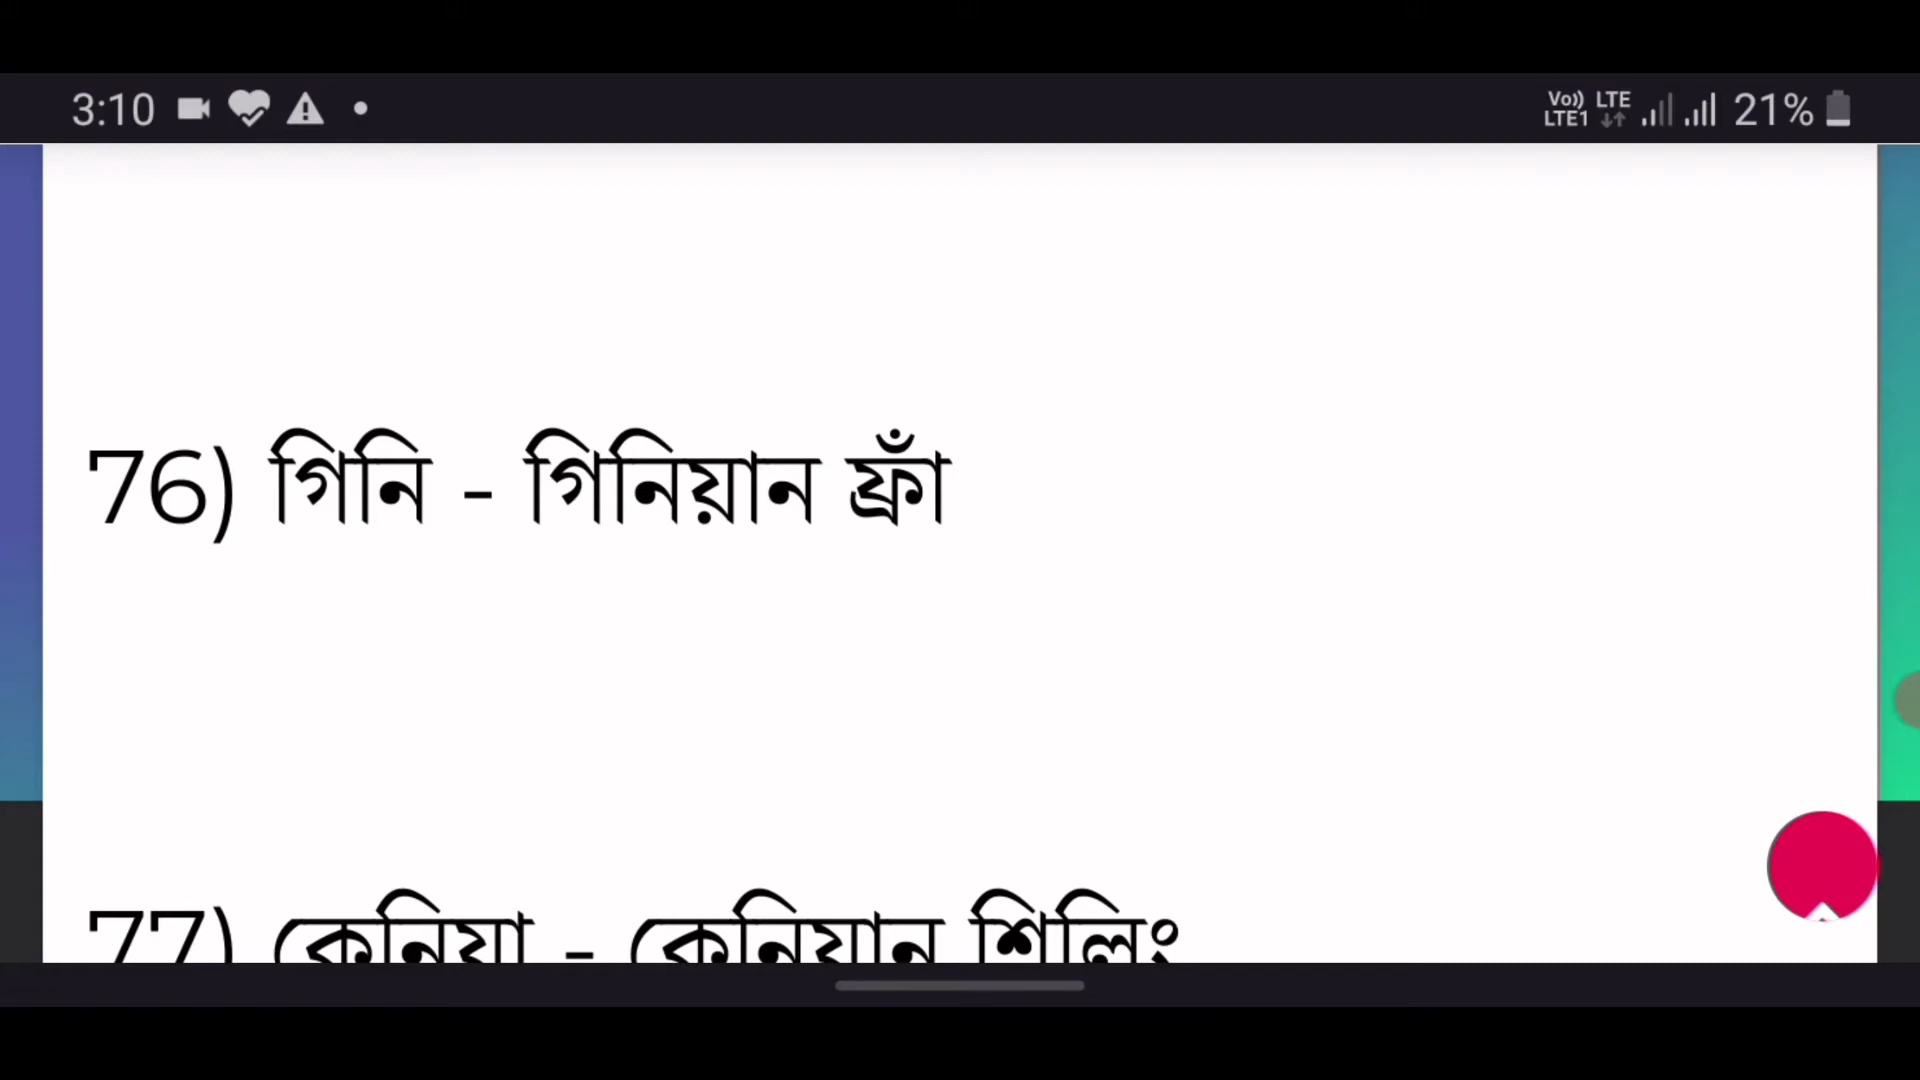 3:10 Vo)) LTE1 LTE 21%
76) গিনি - গিনিয়ান ফ্রাঁ
77) কেনিয়া - কেনিয়ান শিলিং